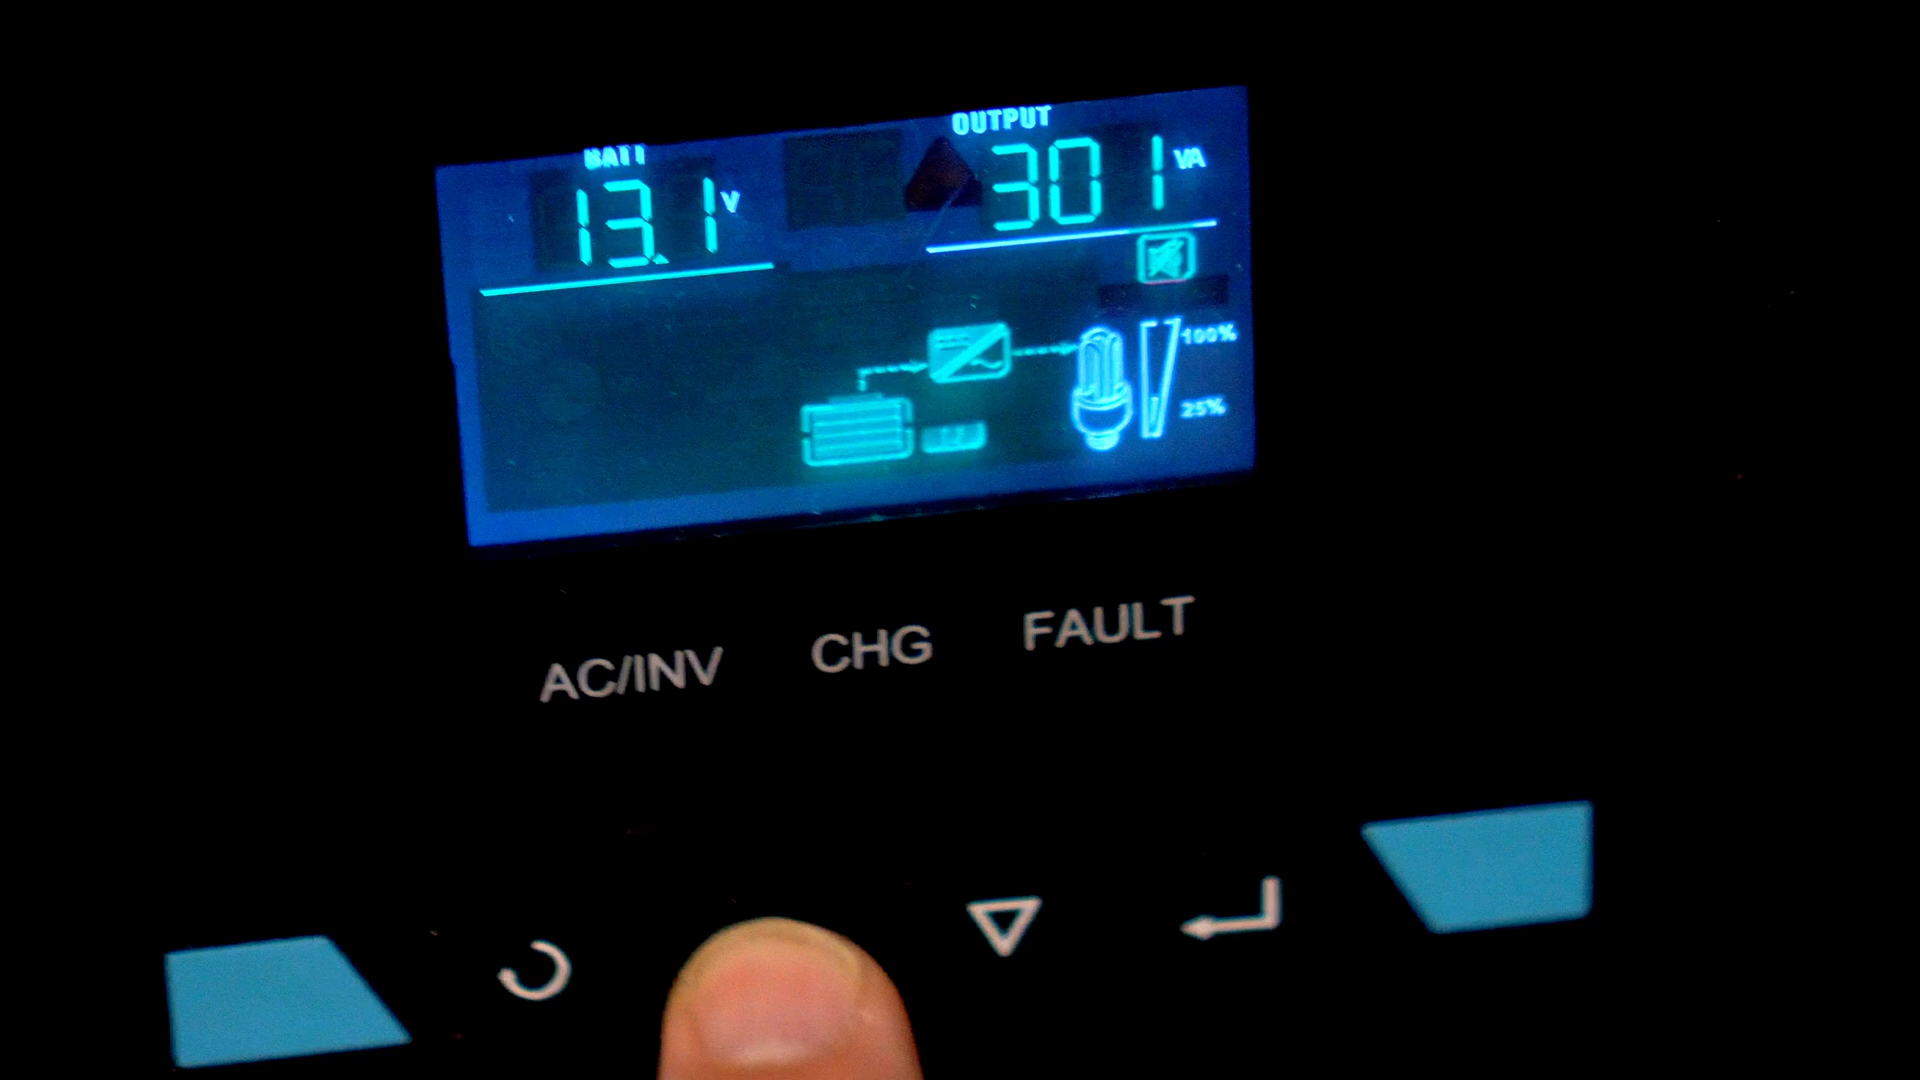 BATT
13.1 V
OUTPUT
301 VA
100%
25%
AC/INV
CHG
FAULT